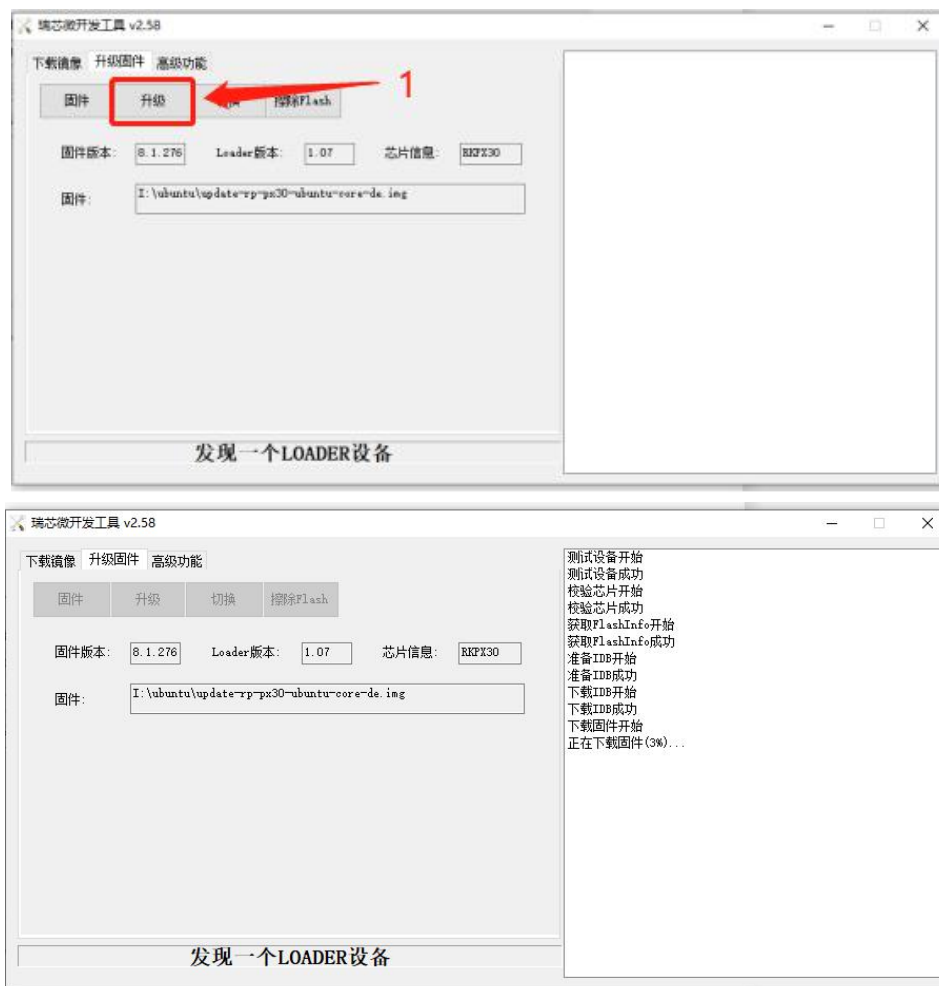 瑞芯微开发工具 v2.58
下载镜像 升级固件 高级功能
固件 升级 切换 擦除Flash
1
固件版本: 8.1.276 Loader版本: 1.07 芯片信息: RKPX30
固件: I:\ubuntu\update-rp-px30-ubuntu-core-de.img
发现一个LOADER设备
瑞芯微开发工具 v2.58
下载镜像 升级固件 高级功能
固件 升级 切换 擦除Flash
固件版本: 8.1.276 Loader版本: 1.07 芯片信息: RKPX30
固件: I:\ubuntu\update-rp-px30-ubuntu-core-de.img
发现一个LOADER设备
测试设备开始
测试设备成功
校验芯片开始
校验芯片成功
获取FlashInfo开始
获取FlashInfo成功
准备IDB开始
准备IDB成功
下载IDB开始
下载IDB成功
下载固件开始
正在下载固件(3%)...